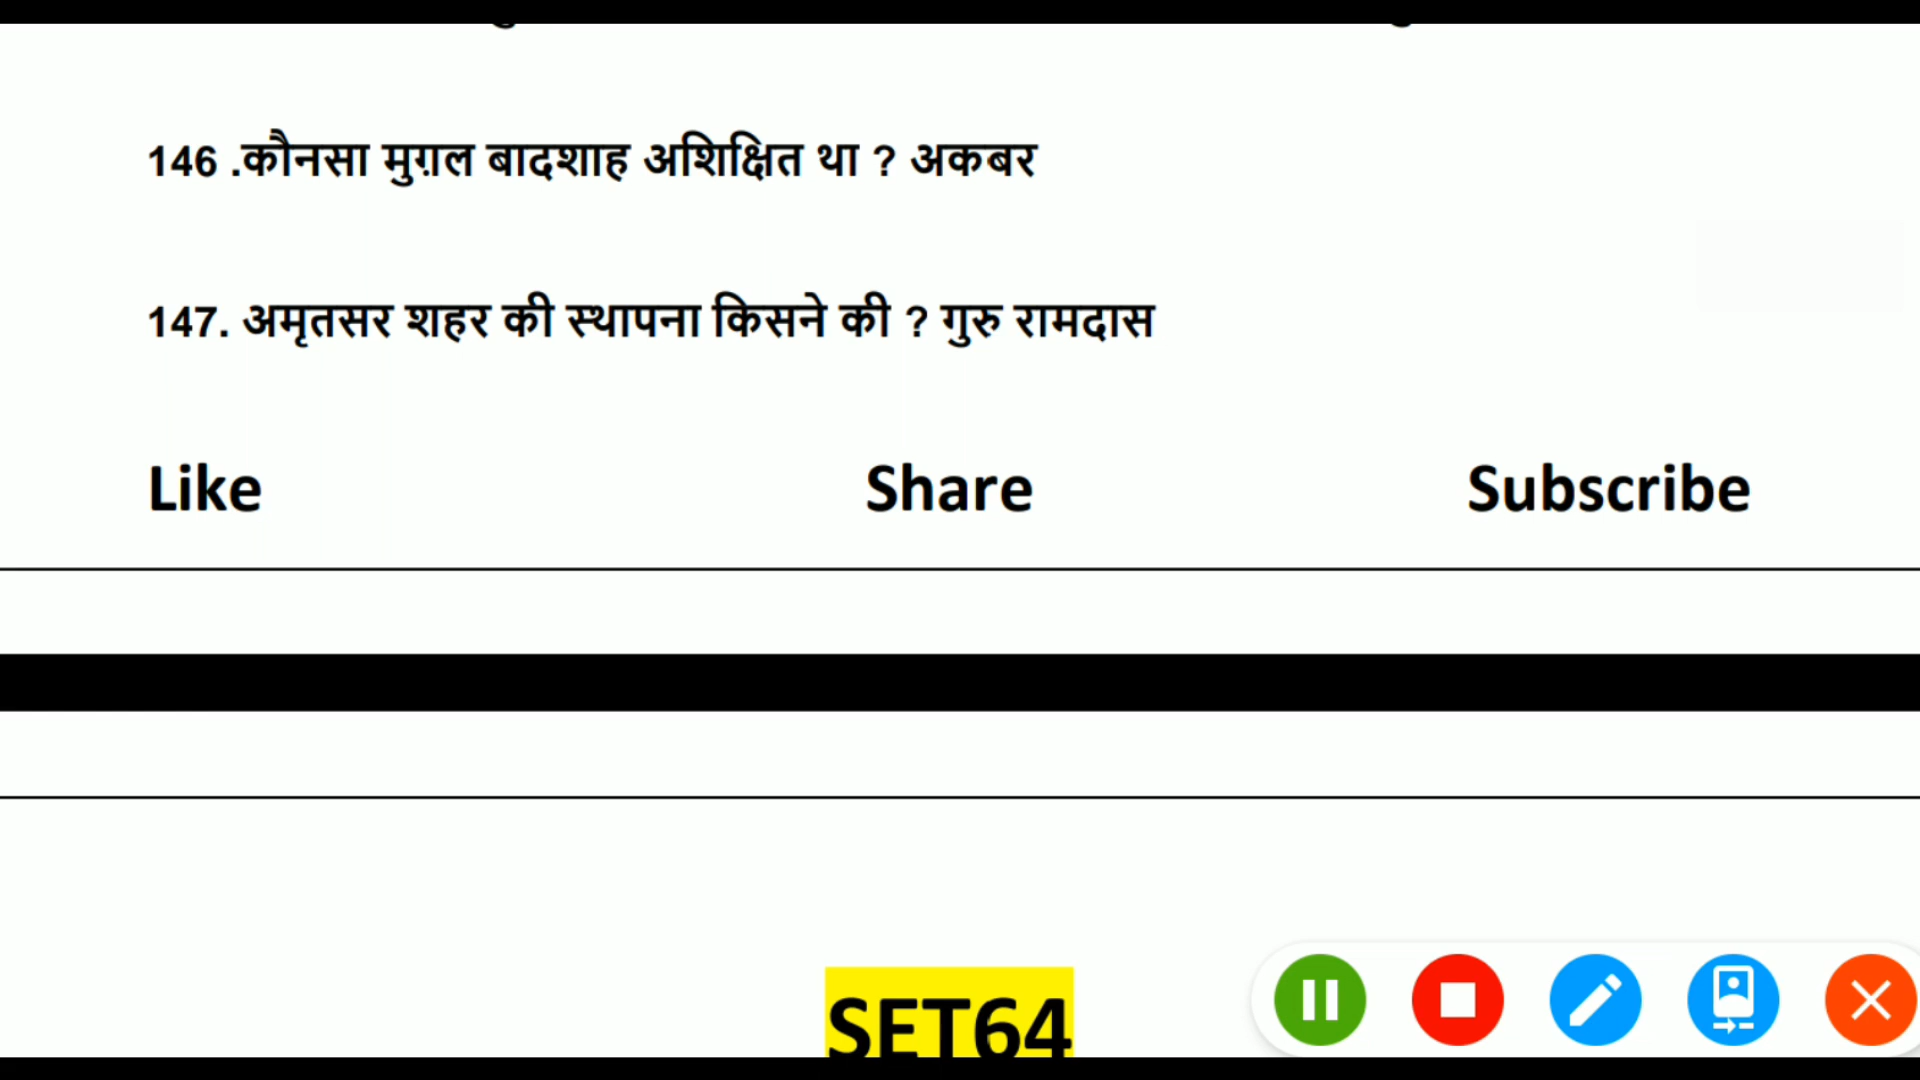 146 .कौनसा मुग़ल बादशाह अशिक्षित था ? अकबर
147. अमृतसर शहर की स्थापना किसने की ? गुरु रामदास
Like Share Subscribe
SET64